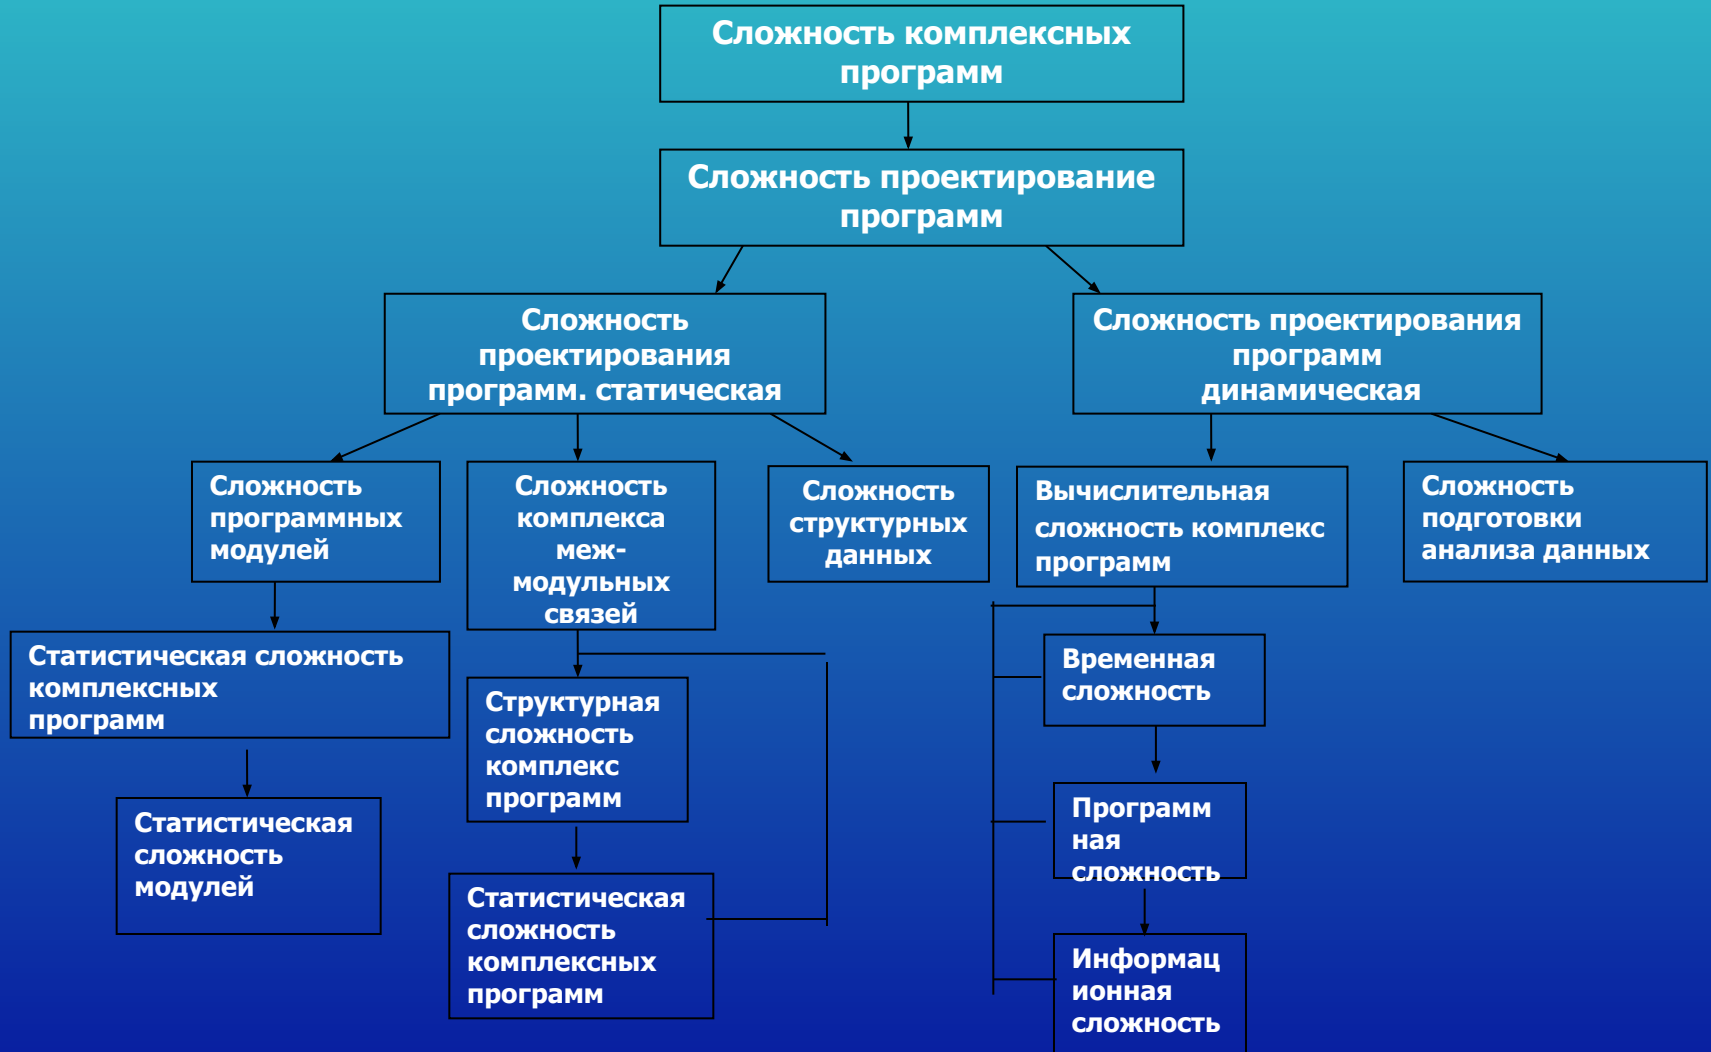 Сложность комплексных
программ
Сложность проектирование
программ
Сложность
проектирования
программ. статическая
Сложность проектирования
программ
динамическая
Сложность
программных
модулей
Сложность
комплекса
меж-
модульных
связей
Сложность
структурных
данных
Вычислительная
сложность комплекс
программ
Сложность
подготовки
анализа данных
Статистическая сложность
комплексных
программ
Структурная
сложность
комплекс
программ
Временная
сложность
Статистическая
сложность
модулей
Программ
ная
сложность
Статистическая
сложность
комплексных
программ
Информац
ионная
сложность